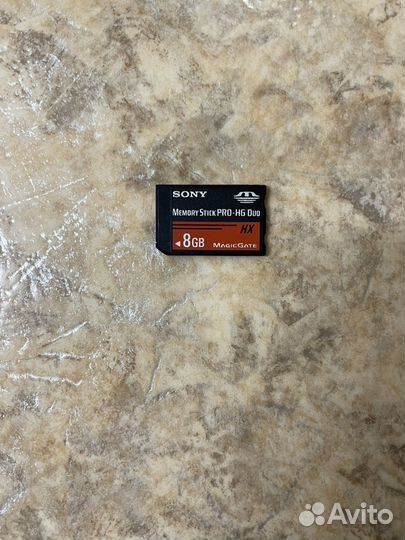 SONY
MEMORY STICK PRO-HG DUO
HX
8GB MAGICGATE
Avito